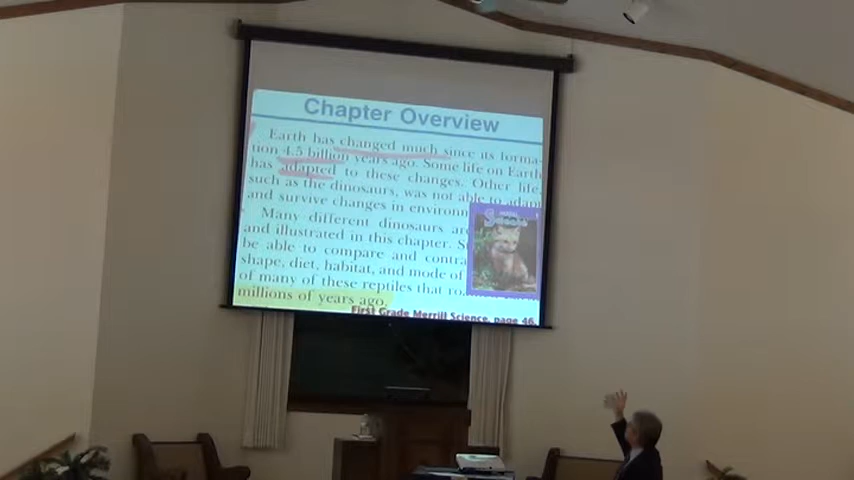 Chapter Overview
Earth has changed much since its forma-
tion 4.5 billion years ago. Some life on Earth
has adapted to these changes. Other life,
such as the dinosaurs, was not able to adapt
and survive changes in environm
Many different dinosaurs ar
and illustrated in this chapter.
be able to compare and contra
shape, diet, habitat, and mode of
of many of these reptiles that ro
millions of years ago.
Science
First Grade Merrill Science, page 46